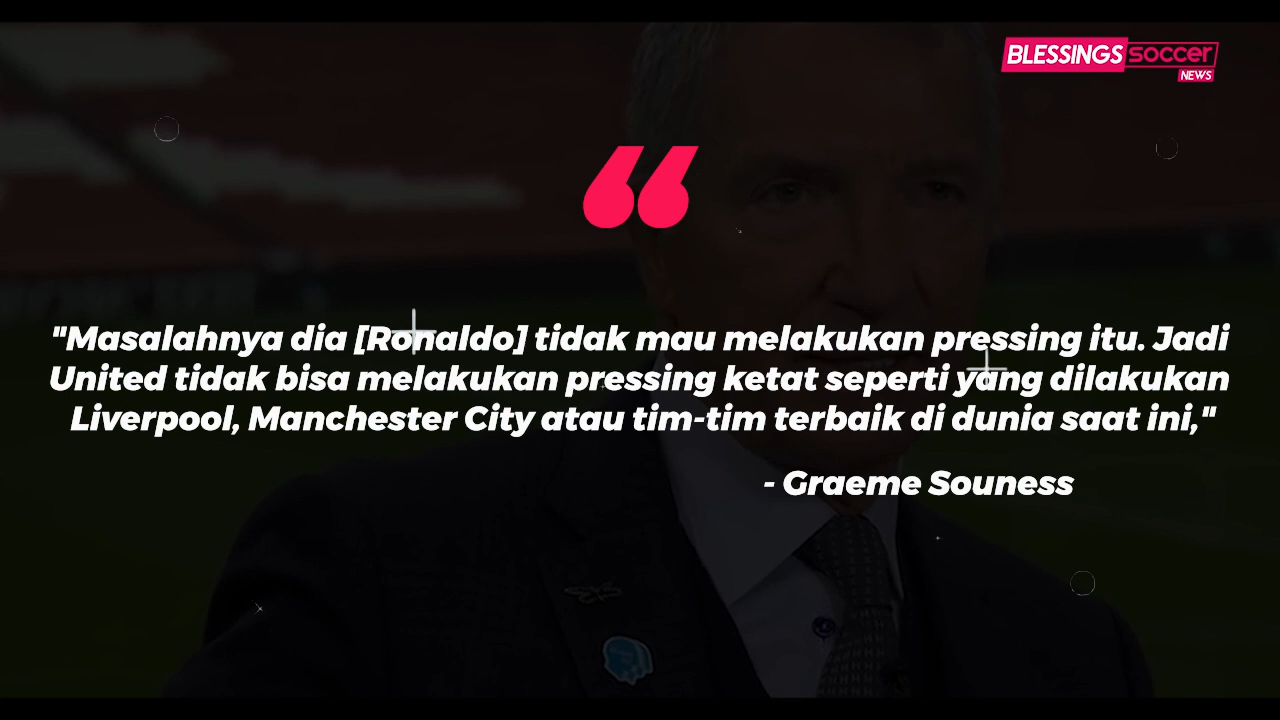 BLESSINGS soccer
NEWS
“
"Masalahnya dia [Ronaldo] tidak mau melakukan pressing itu. Jadi
United tidak bisa melakukan pressing ketat seperti yang dilakukan
Liverpool, Manchester City atau tim-tim terbaik di dunia saat ini,"
- Graeme Souness